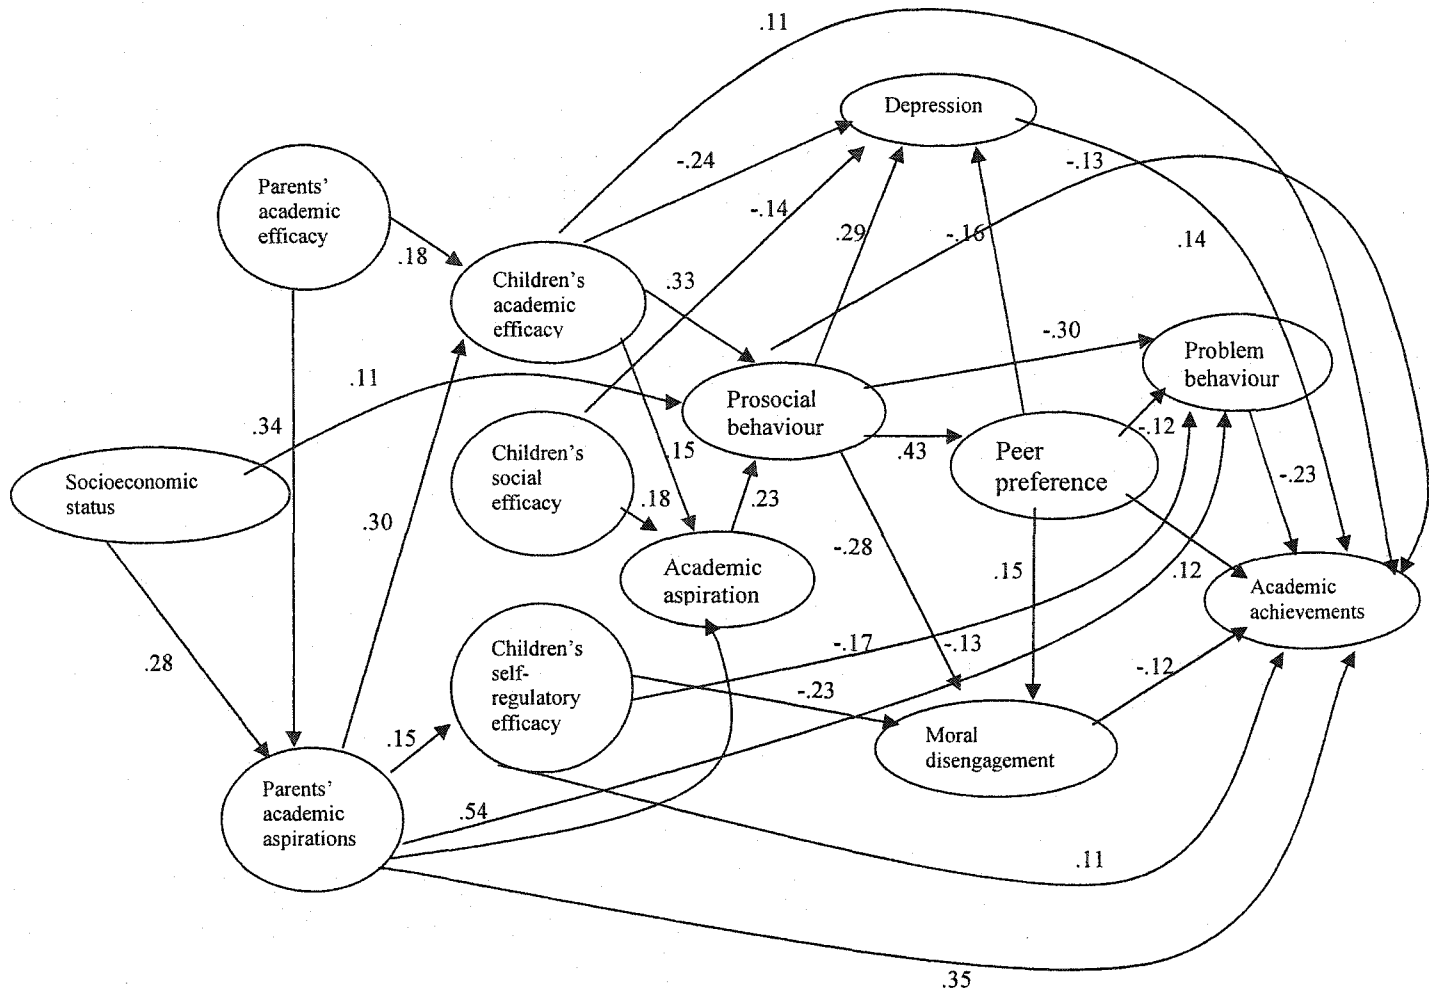 .11
Depression
-.24
-.13
Parents'
academic
efficacy
-.14
.18
.29
-.16
.14
Children's
academic
efficacy
.33
-.30
Problem
behaviour
.11
Prosocial
behaviour
.34
-.12
.43
Children's
social
efficacy
.15
Peer
preference
Socioeconomic
status
-.23
.18
.23
.30
-.28
Academic
aspiration
.15
.12
Academic
achievements
Children's
self-
regulatory
efficacy
-.17
-.13
.28
-.12
-.23
.15
Moral
disengagement
Parents'
academic
aspirations
.54
.11
.35